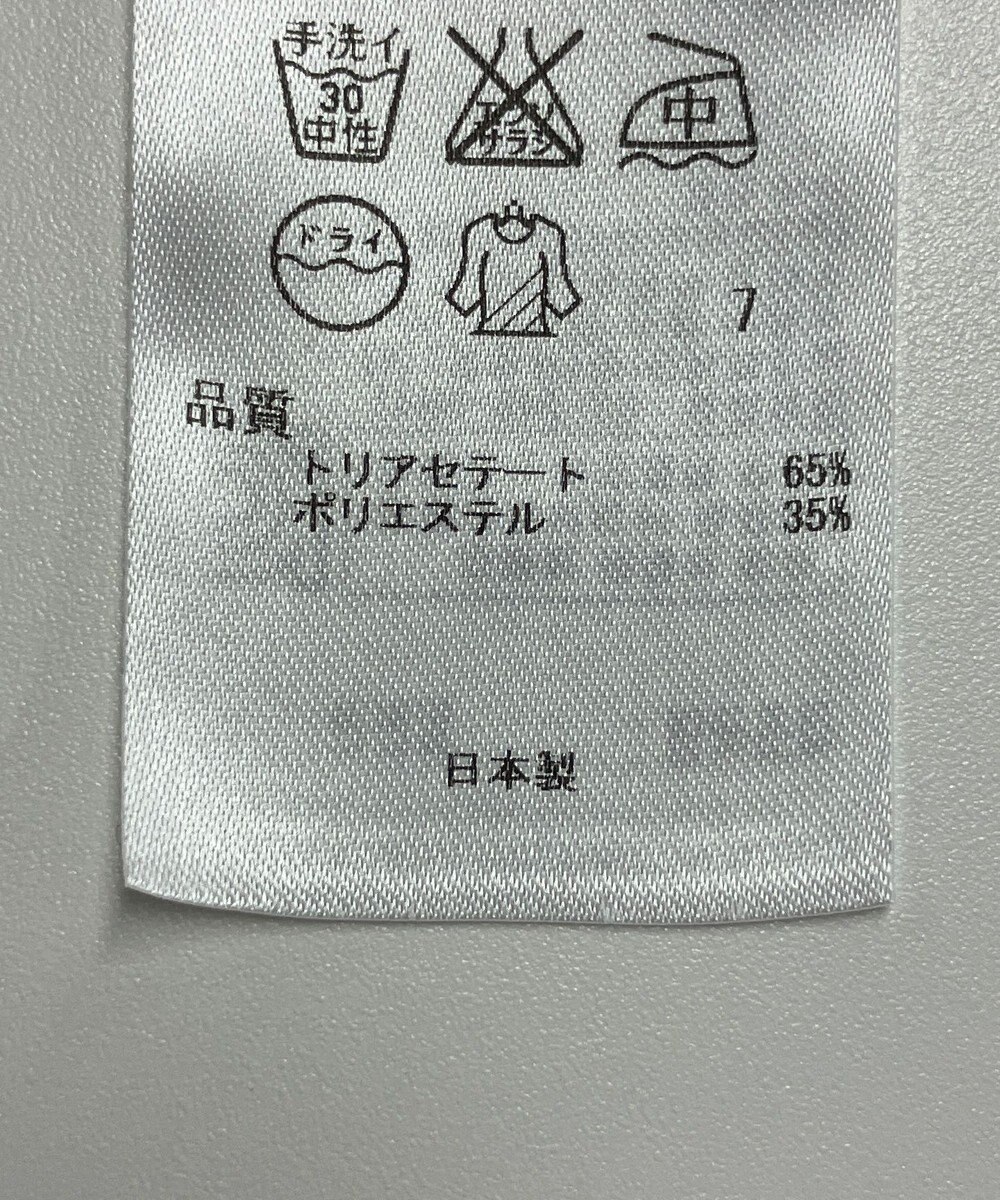 手洗イ
30
中性
エンソ
サラシ
中
ドライ
7
品質
トリアセテート 65%
ポリエステル 35%
日本製